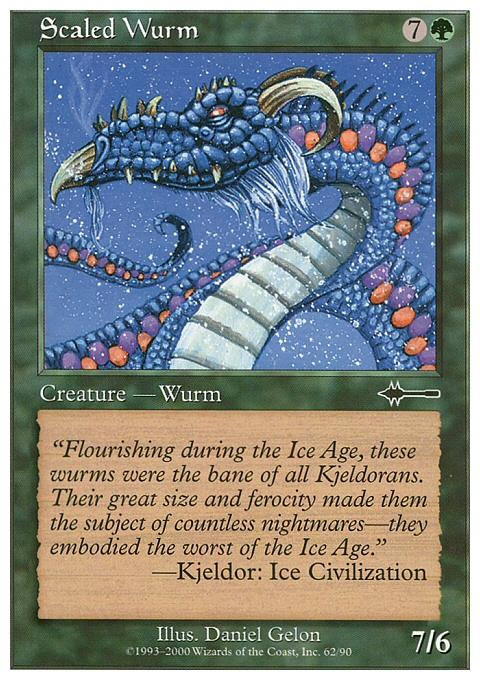 Scaled Wurm 7
Creature — Wurm
“Flourishing during the Ice Age, these
wurms were the bane of all Kjeldorans.
Their great size and ferocity made them
the subject of countless nightmares—they
embodied the worst of the Ice Age.”
—Kjeldor: Ice Civilization
Illus. Daniel Gelon
7/6
©1993–2000 Wizards of the Coast, Inc. 62/90